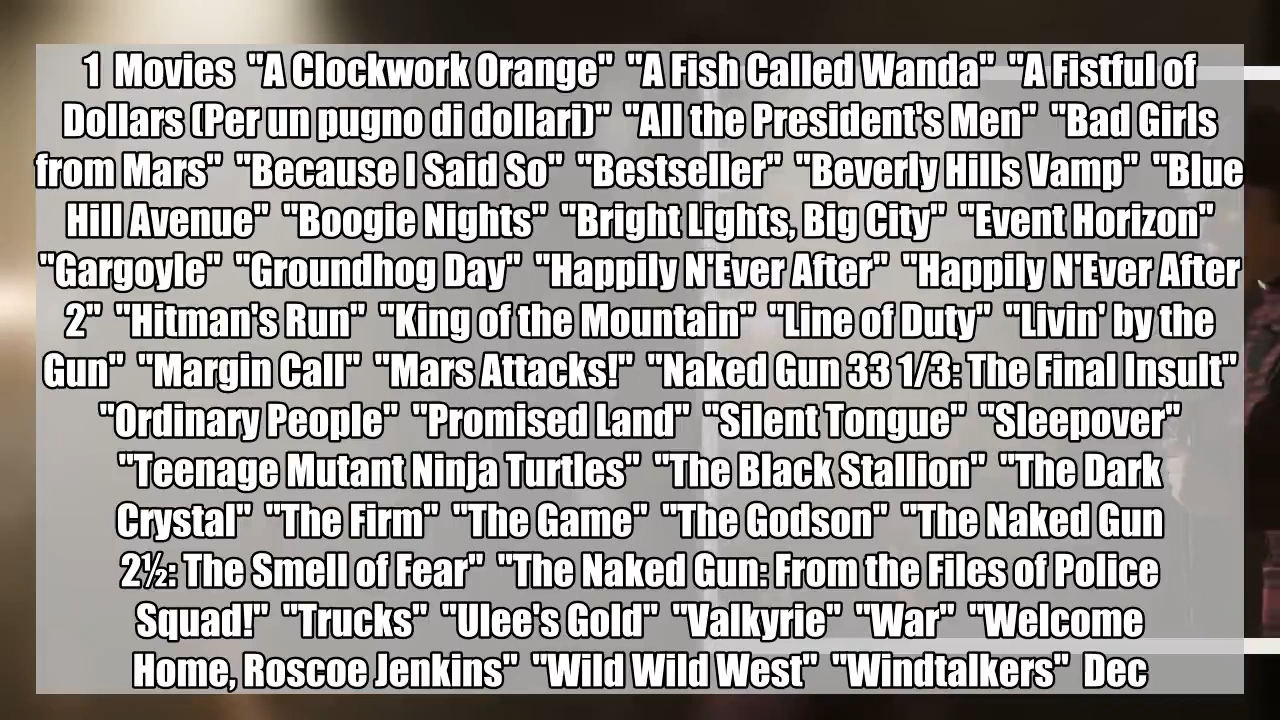 1 Movies "A Clockwork Orange" "A Fish Called Wanda" "A Fistful of
Dollars (Per un pugno di dollari)" "All the President's Men" "Bad Girls
from Mars" "Because I Said So" "Bestseller" "Beverly Hills Vamp" "Blue
Hill Avenue" "Boogie Nights" "Bright Lights, Big City" "Event Horizon"
"Gargoyle" "Groundhog Day" "Happily N'Ever After" "Happily N'Ever After
2" "Hitman's Run" "King of the Mountain" "Line of Duty" "Livin' by the
Gun" "Margin Call" "Mars Attacks!" "Naked Gun 33 1/3: The Final Insult"
"Ordinary People" "Promised Land" "Silent Tongue" "Sleepover"
"Teenage Mutant Ninja Turtles" "The Black Stallion" "The Dark
Crystal" "The Firm" "The Game" "The Godson" "The Naked Gun
2½: The Smell of Fear" "The Naked Gun: From the Files of Police
Squad!" "Trucks" "Ulee's Gold" "Valkyrie" "War" "Welcome
Home, Roscoe Jenkins" "Wild Wild West" "Windtalkers" Dec